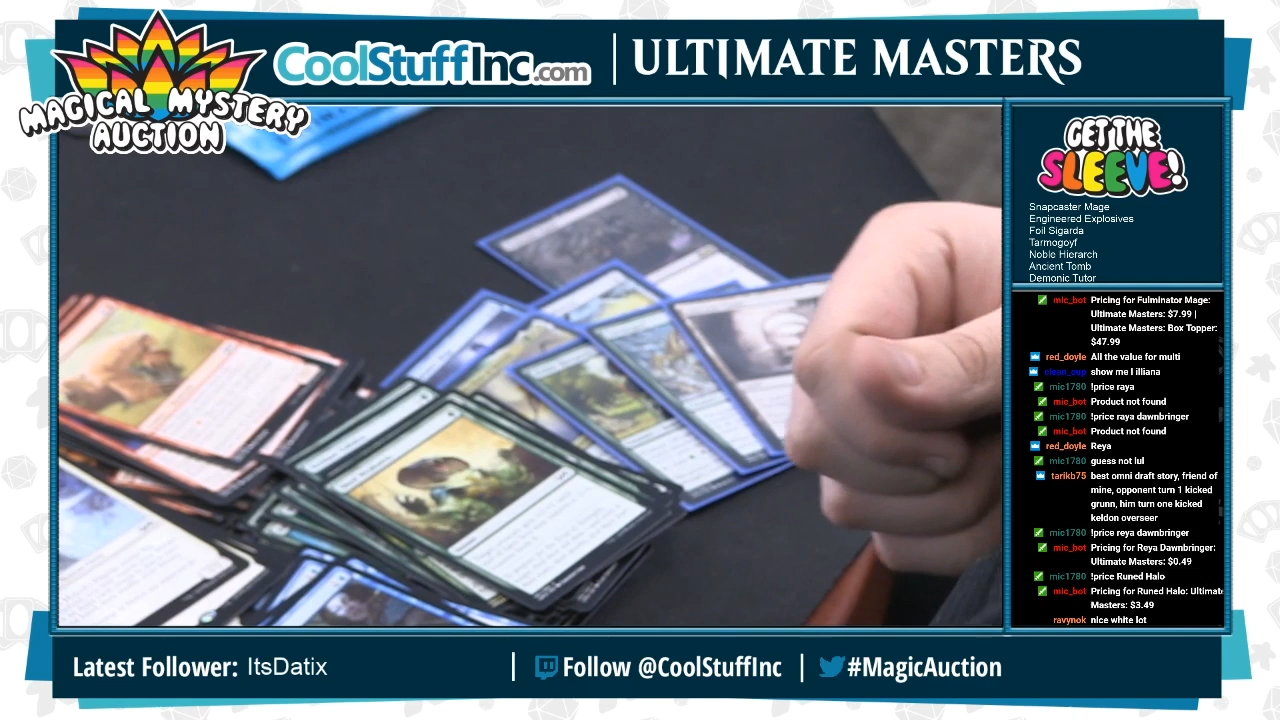 MAGICAL MYSTERY
AUCTION
CoolStuffInc.com
ULTIMATE MASTERS
GET THE
SLEEVE!
Snapcaster Mage
Engineered Explosives
Foil Sigarda
Tarmogoyf
Noble Hierarch
Ancient Tomb
Demonic Tutor
mic_bot Pricing for Fulminator Mage:
Ultimate Masters: $7.99 |
Ultimate Masters: Box Topper:
$47.99
red_doyle All the value for multi
clean_cup show me l illiana
mic1780 !price raya
mic_bot Product not found
mic1780 !price raya dawnbringer
mic_bot Product not found
red_doyle Reya
mic1780 guess not lul
tarikb75 best omni draft story, friend of
mine, opponent turn 1 kicked
grunn, him turn one kicked
keldon overseer
mic1780 !price reya dawnbringer
mic_bot Pricing for Reya Dawnbringer:
Ultimate Masters: $0.49
mic1780 !price Runed Halo
mic_bot Pricing for Runed Halo: Ultimate
Masters: $3.49
ravynok nice white lot
Latest Follower: ItsDatix
Follow @CoolStuffInc
#MagicAuction